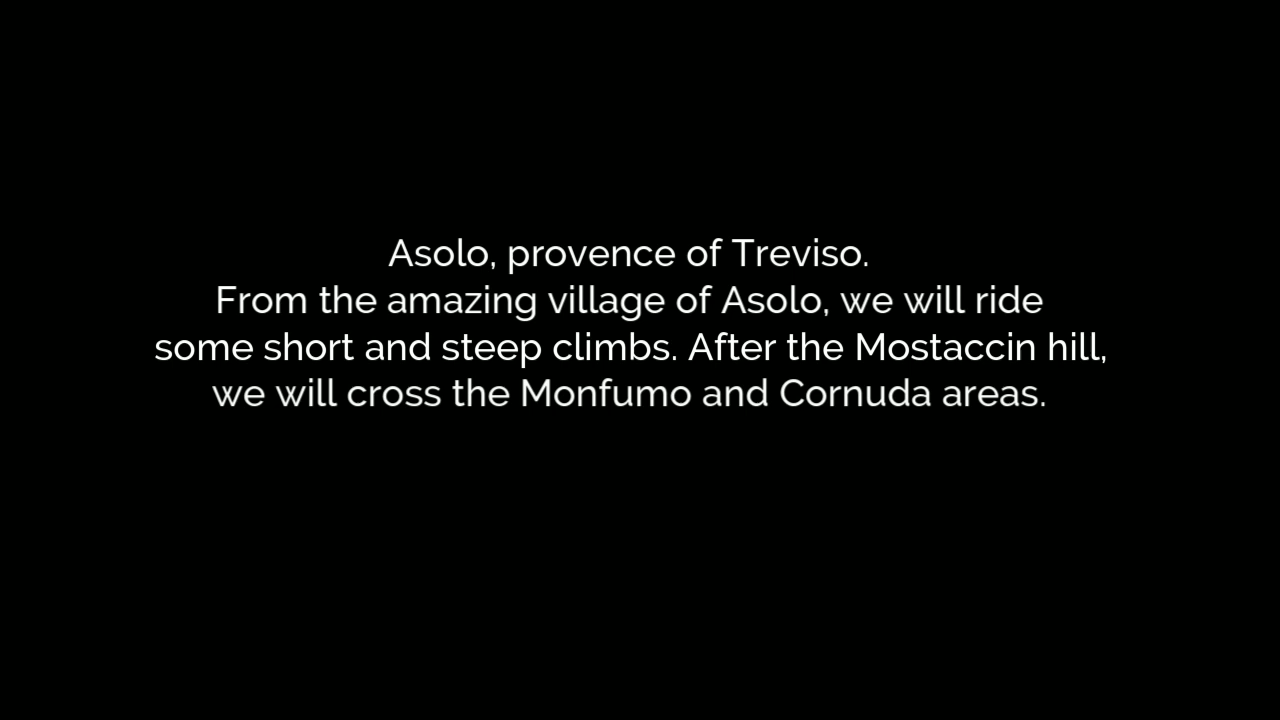 Asolo, provence of Treviso.
From the amazing village of Asolo, we will ride
some short and steep climbs. After the Mostaccin hill,
we will cross the Monfumo and Cornuda areas.